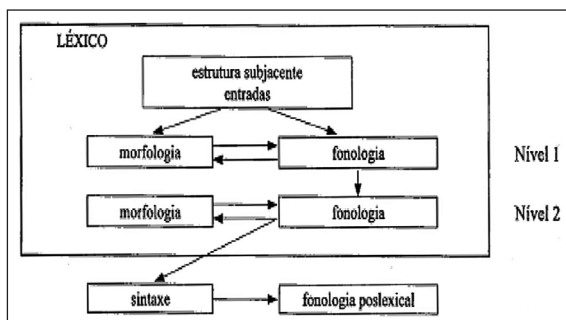 LÉXICO
estrutura subjacente
entradas
morfologia
fonologia
Nível 1
morfologia
fonologia
Nível 2
sintaxe
fonologia poslexical